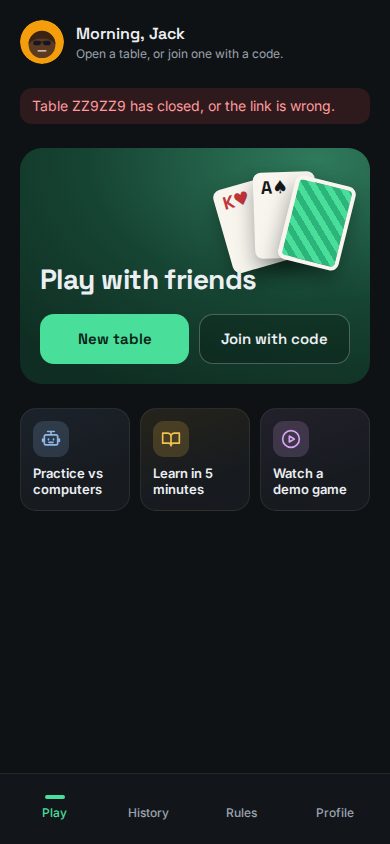 Morning, Jack
Open a table, or join one with a code.
Table ZZ9ZZ9 has closed, or the link is wrong.
K♥
A♠
Play with friends
New table
Join with code
Practice vs
computers
Learn in 5
minutes
Watch a
demo game
Play
History
Rules
Profile